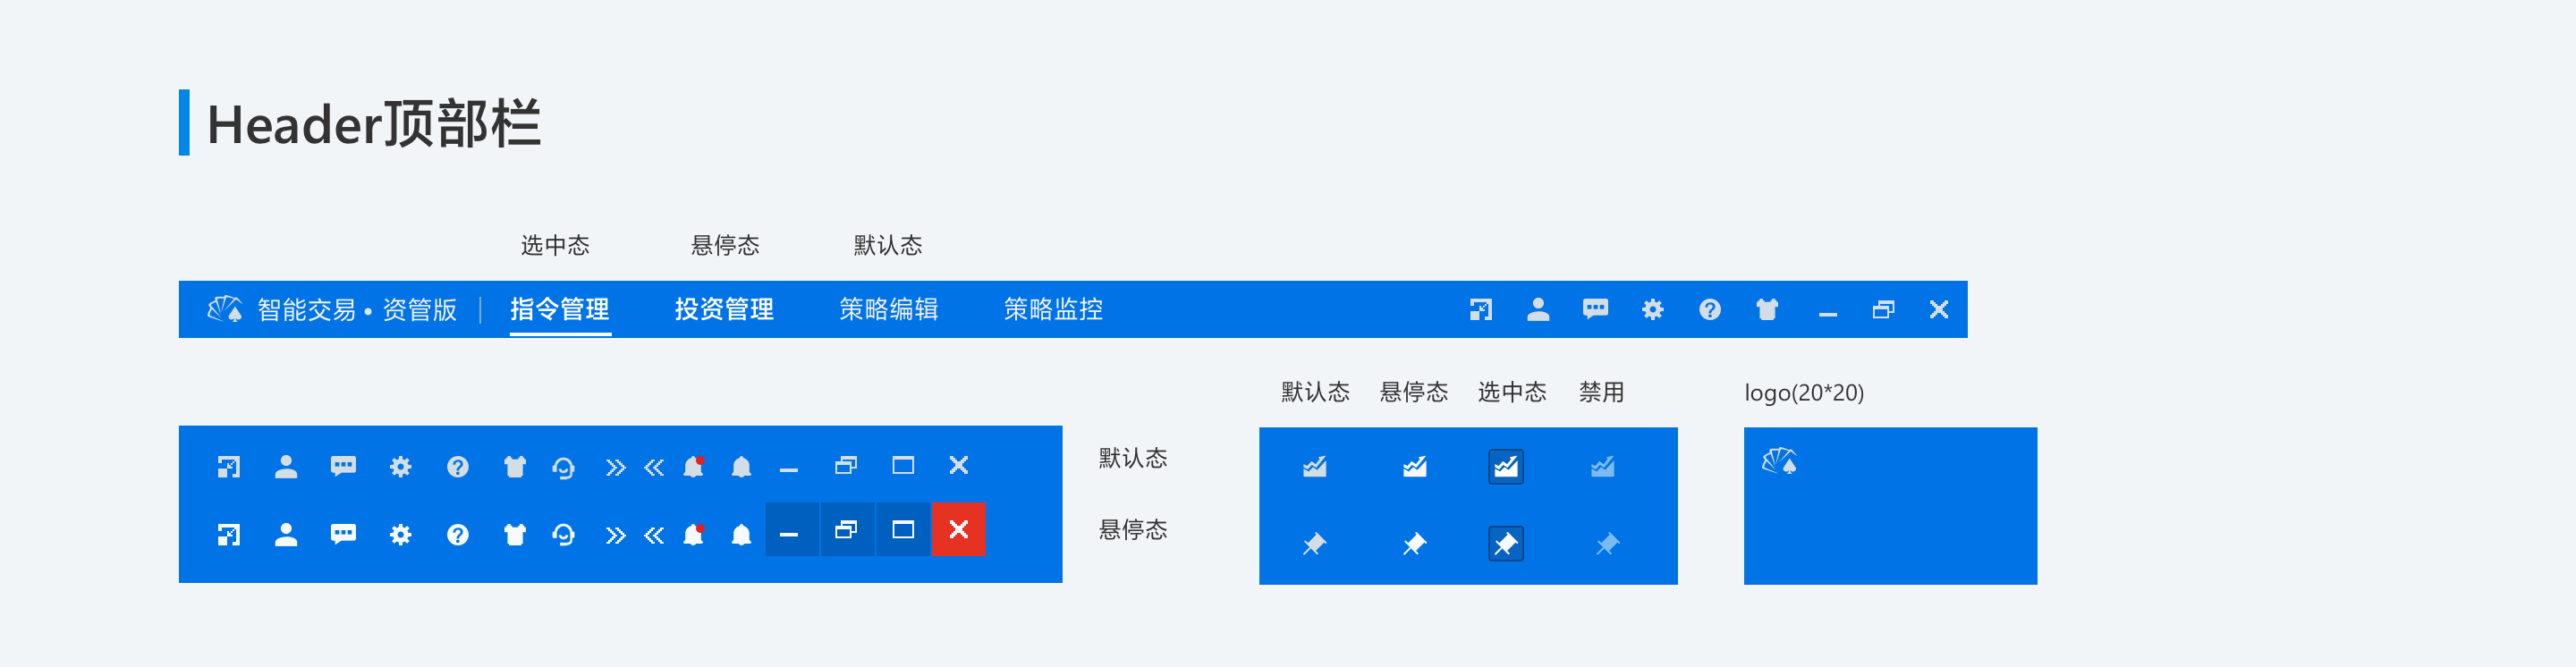 Header顶部栏
选中态 悬停态 默认态
智能交易•资管版 指令管理 投资管理 策略编辑 策略监控
默认态 悬停态 选中态 禁用 logo(20*20)
默认态
悬停态